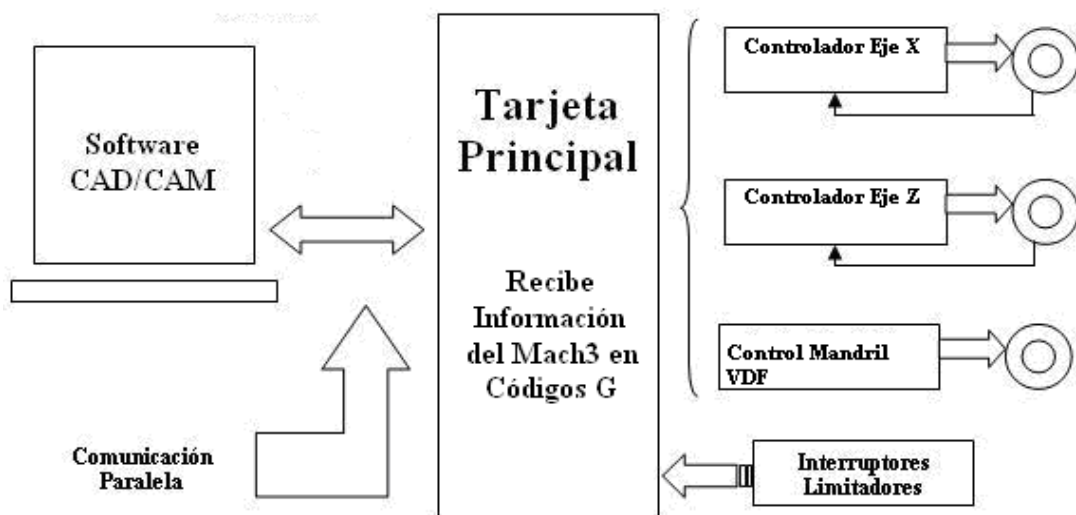 Software
CAD/CAM
Comunicación
Paralela
Tarjeta
Principal
Recibe
Información
del Mach3 en
Códigos G
Controlador Eje X
Controlador Eje Z
Control Mandril
VDF
Interruptores
Limitadores